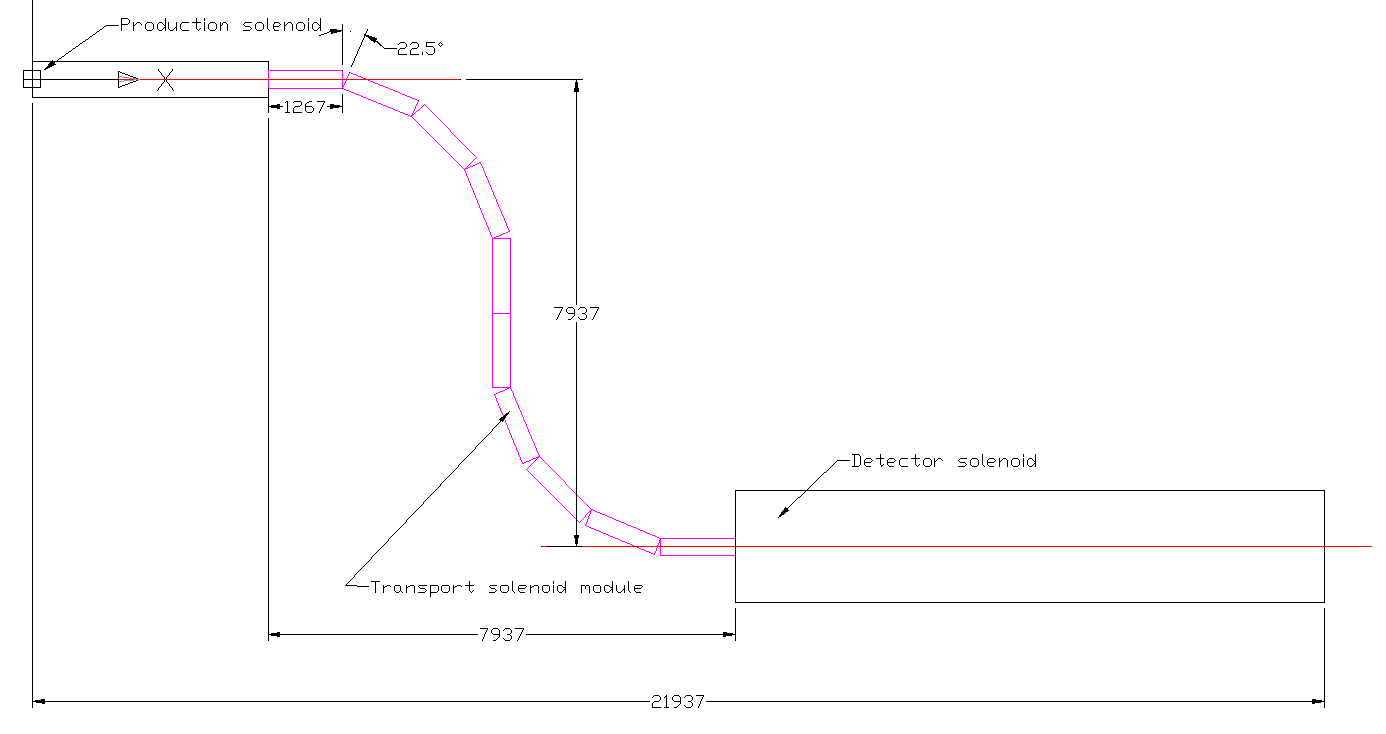 Production solenoid
22.5°
X
1267
7937
Detector solenoid
Transport solenoid module
7937
21937